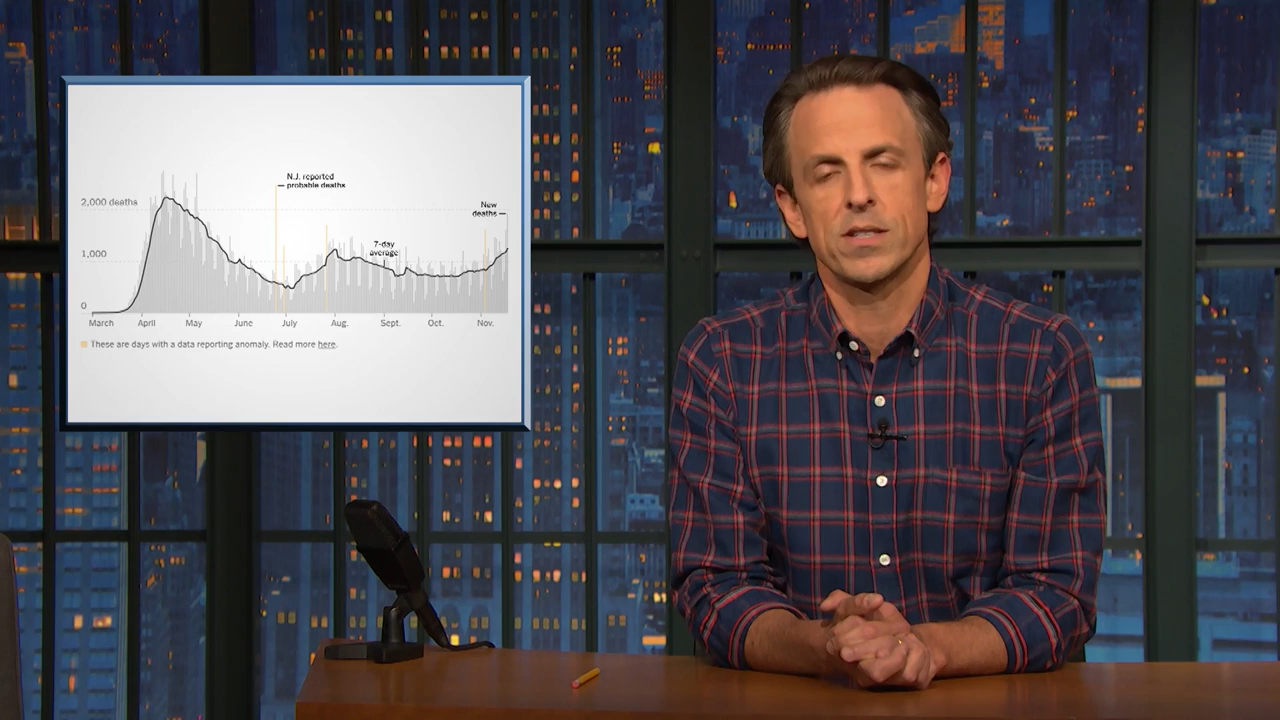 N.J. reported
probable deaths
2,000 deaths
New
deaths
7-day
average
1,000
0
March April May June July Aug. Sept. Oct. Nov.
These are days with a data reporting anomaly. Read more here.